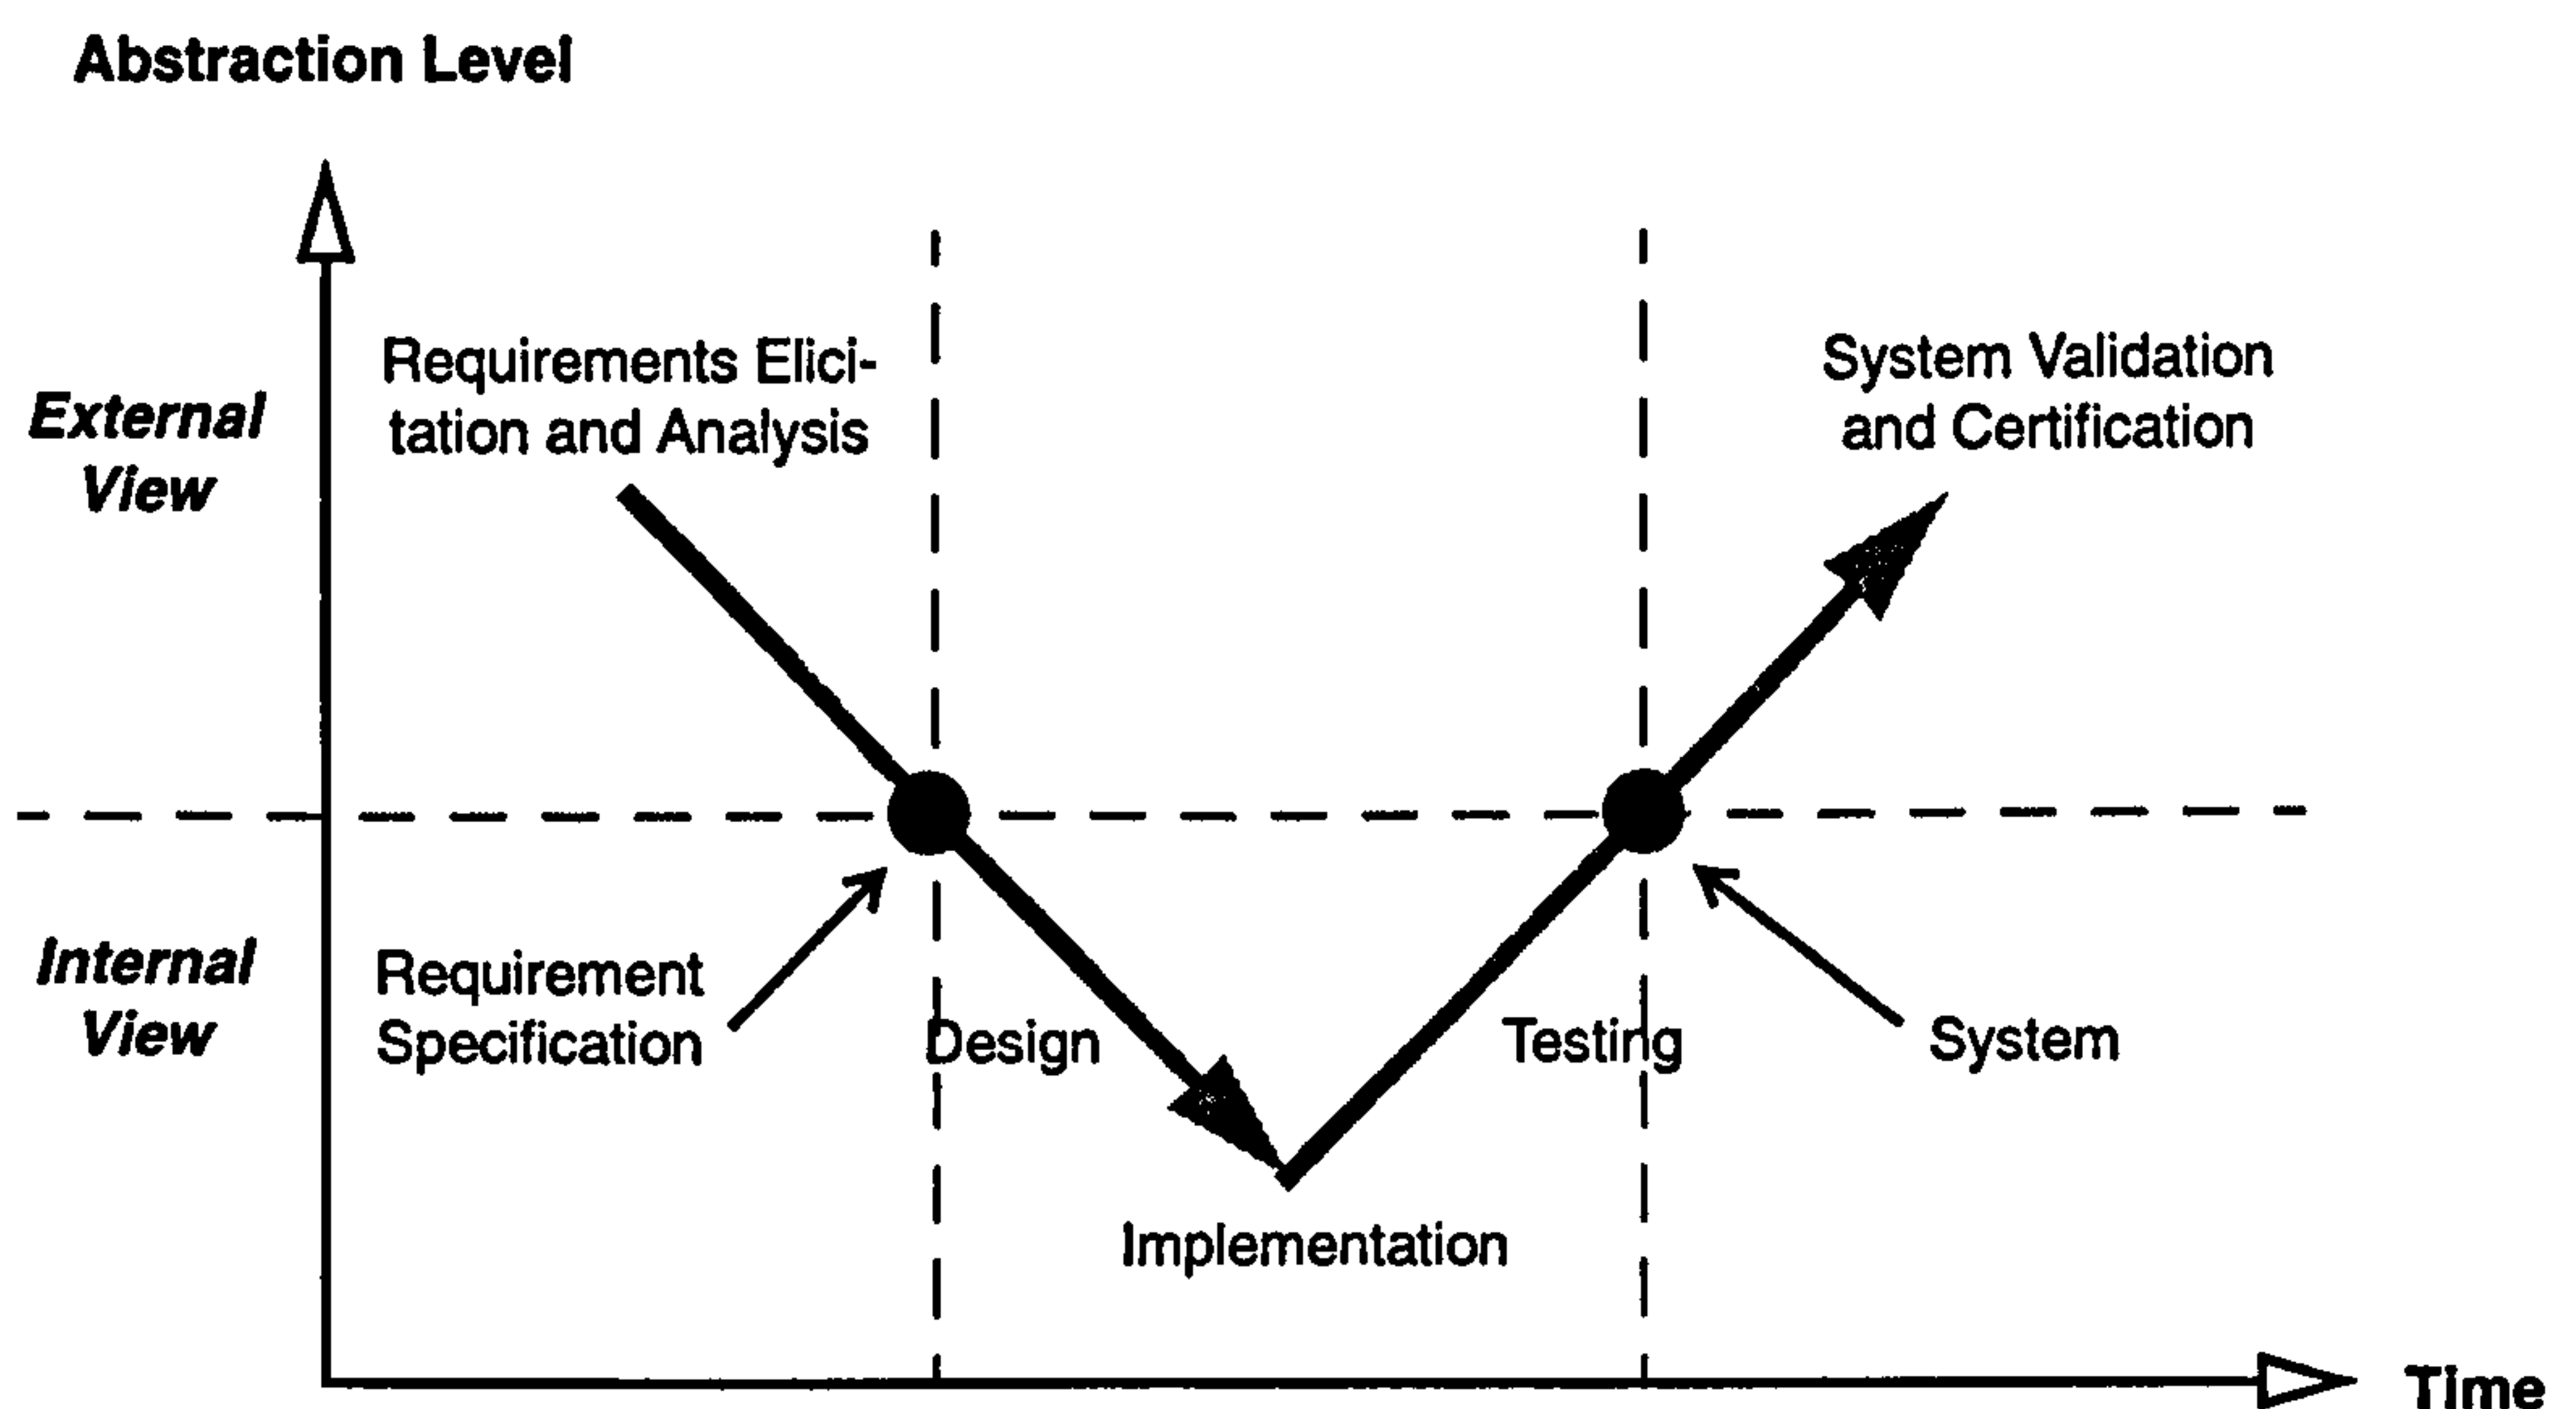 Abstraction Level
External
View
Requirements Elici-
tation and Analysis
System Validation
and Certification
Internal
View
Requirement
Specification
Design
Testing
System
Implementation
Time